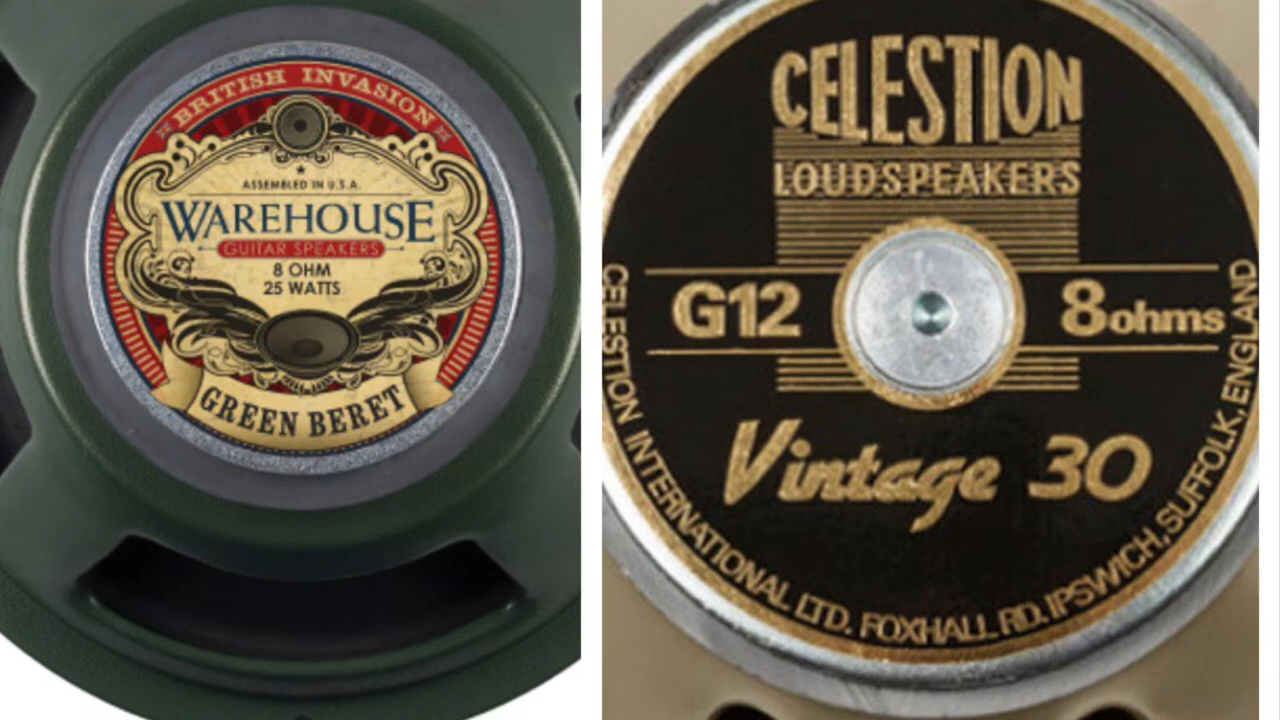 BRITISH INVASION
ASSEMBLED IN U.S.A.
WAREHOUSE
GUITAR SPEAKERS
8 OHM
25 WATTS
GREEN BERET
CELESTION
LOUDSPEAKERS
G12
8ohms
Vintage 30
CELESTION INTERNATIONAL LTD. FOXHALL RD. IPSWICH, SUFFOLK, ENGLAND